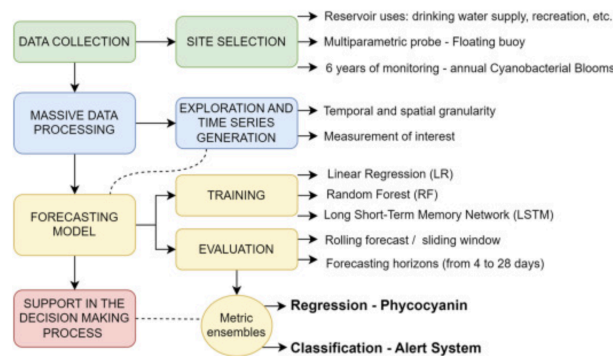 DATA COLLECTION
SITE SELECTION
Reservoir uses: drinking water supply, recreation, etc.
Multiparametric probe - Floating buoy
6 years of monitoring - annual Cyanobacterial Blooms
MASSIVE DATA
PROCESSING
EXPLORATION AND
TIME SERIES
GENERATION
Temporal and spatial granularity
Measurement of interest
FORECASTING
MODEL
TRAINING
Linear Regression (LR)
Random Forest (RF)
Long Short-Term Memory Network (LSTM)
EVALUATION
Rolling forecast / sliding window
Forecasting horizons (from 4 to 28 days)
SUPPORT IN THE
DECISION MAKING
PROCESS
Metric
ensembles
Regression - Phycocyanin
Classification - Alert System